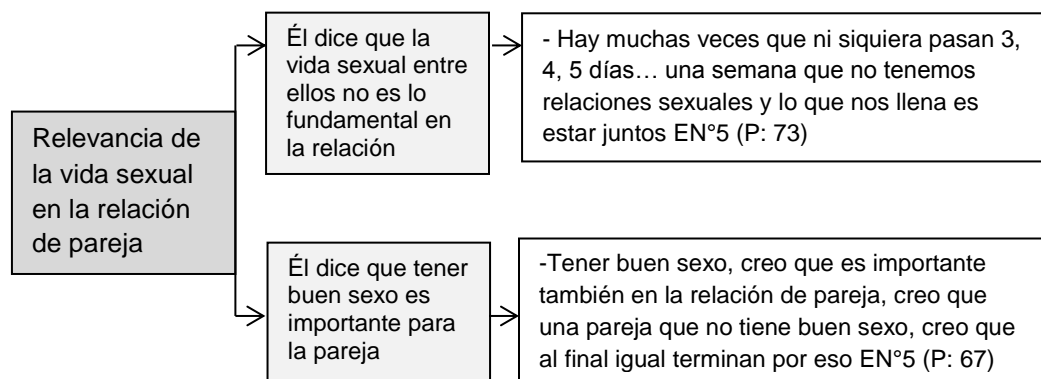 Relevancia de
la vida sexual
en la relación
de pareja
Él dice que la
vida sexual entre
ellos no es lo
fundamental en
la relación
- Hay muchas veces que ni siquiera pasan 3,
4, 5 días… una semana que no tenemos
relaciones sexuales y lo que nos llena es
estar juntos EN°5 (P: 73)
Él dice que tener
buen sexo es
importante para
la pareja
-Tener buen sexo, creo que es importante
también en la relación de pareja, creo que
una pareja que no tiene buen sexo, creo que
al final igual terminan por eso EN°5 (P: 67)